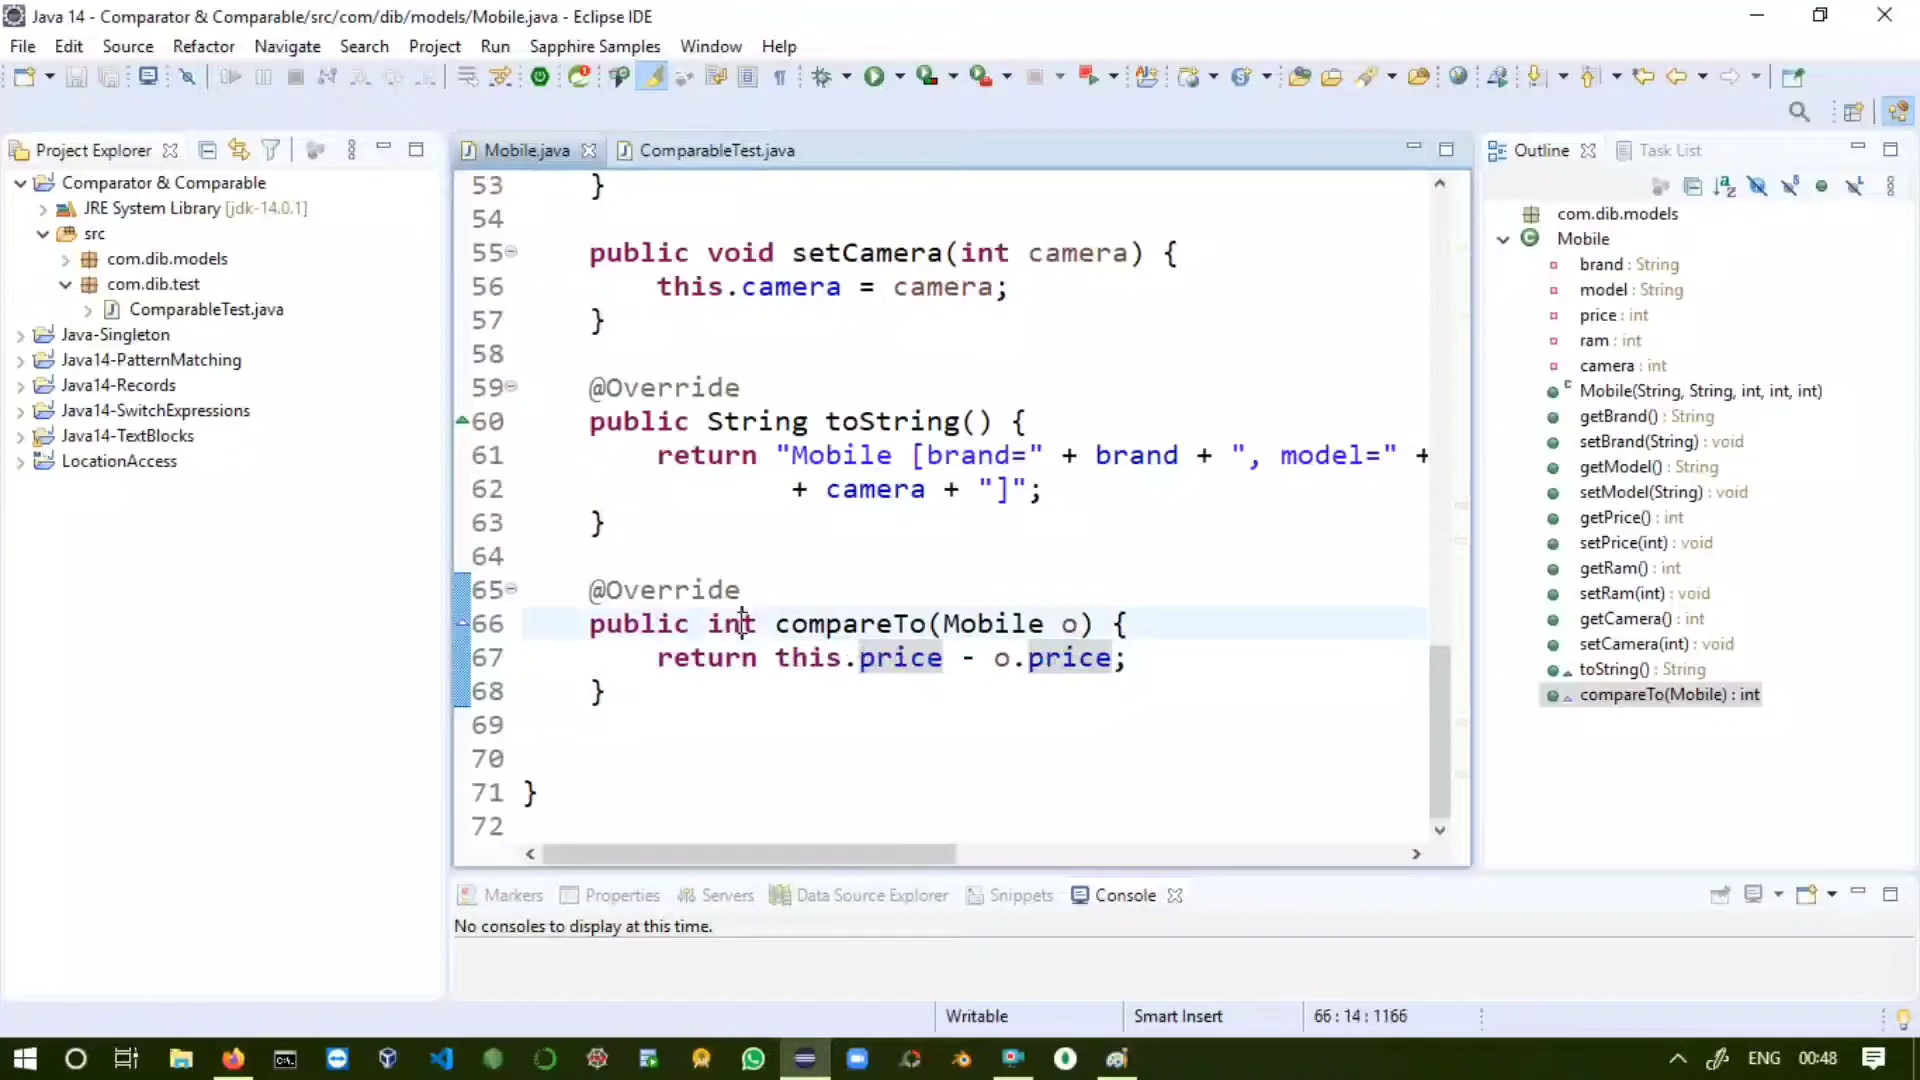 Java 14 - Comparator & Comparable/src/com/dib/models/Mobile.java - Eclipse IDE
File Edit Source Refactor Navigate Search Project Run Sapphire Samples Window Help
Project Explorer
Comparator & Comparable
JRE System Library [jdk-14.0.1]
src
com.dib.models
com.dib.test
ComparableTest.java
Java-Singleton
Java14-PatternMatching
Java14-Records
Java14-SwitchExpressions
Java14-TextBlocks
LocationAccess
Mobile.java ComparableTest.java
53 }
54
55 public void setCamera(int camera) {
56 this.camera = camera;
57 }
58
59 @Override
60 public String toString() {
61 return "Mobile [brand=" + brand + ", model=" +
62 + camera + "]";
63 }
64
65 @Override
66 public int compareTo(Mobile o) {
67 return this.price - o.price;
68 }
69
70
71 }
72
Outline Task List
com.dib.models
Mobile
brand : String
model : String
price : int
ram : int
camera : int
Mobile(String, String, int, int, int)
getBrand() : String
setBrand(String) : void
getModel() : String
setModel(String) : void
getPrice() : int
setPrice(int) : void
getRam() : int
setRam(int) : void
getCamera() : int
setCamera(int) : void
toString() : String
compareTo(Mobile) : int
Markers Properties Servers Data Source Explorer Snippets Console
No consoles to display at this time.
Writable Smart Insert 66 : 14 : 1166
ENG 00:48